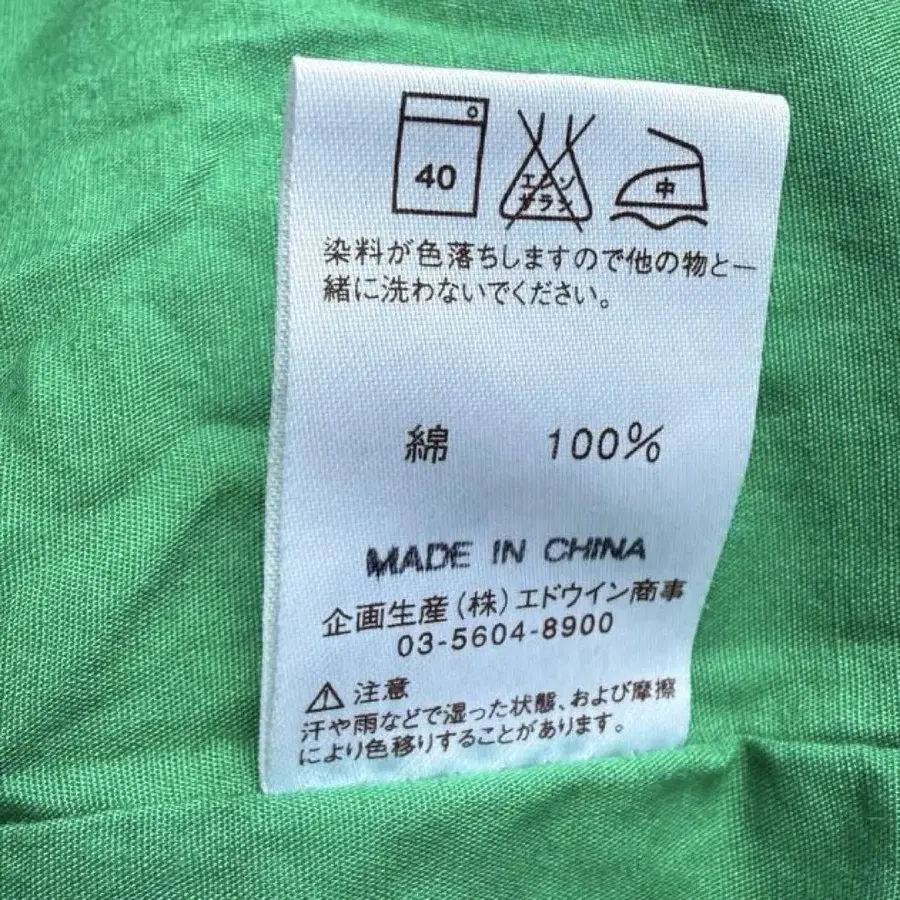 40
エンソ
サラシ
中
染料が色落ちしますので他の物と一
緒に洗わないでください。
綿 100%
MADE IN CHINA
企画生産(株)エドウイン商事
03-5604-8900
⚠注意
汗や雨などで湿った状態、および摩擦
により色移りすることがあります。